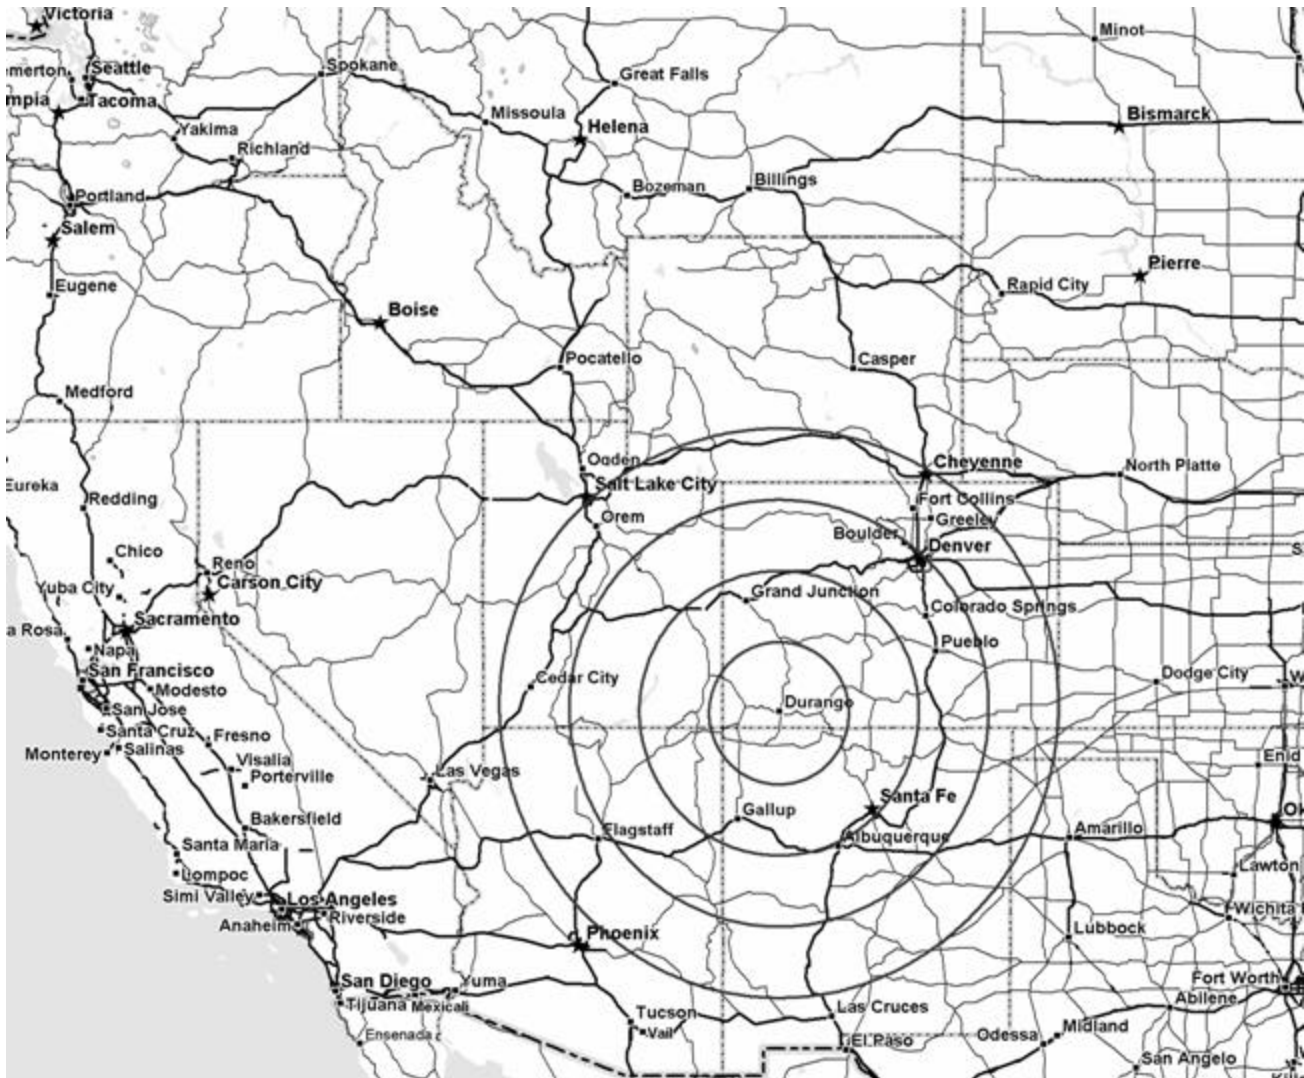 Victoria
Minot
Seattle
Spokane
merton
Great Falls
mpia
Tacoma
Missoula
Bismarck
Helena
Yakima
Richland
Bozeman
Billings
Portland
Salem
Pierre
Eugene
Rapid City
Boise
Pocatello
Casper
Medford
Ogden
Cheyenne
North Platte
Eureka
Salt Lake City
Redding
Fort Collins
Orem
Greeley
Boulder
Denver
S
Chico
Reno
Carson City
Yuba City
Grand Junction
Colorado Springs
Sacramento
a Rosa
Napa
Pueblo
San Francisco
Cedar City
Dodge City
W
Modesto
San Jose
Durango
Santa Cruz
Fresno
Monterey
Salinas
Visalia
Enid
Las Vegas
Porterville
Santa Fe
Gallup
Ok
Bakersfield
Flagstaff
Albuquerque
Amarillo
Santa Maria
Lompoc
Lawton
Simi Valley
Los Angeles
Riverside
Wichita F
Anaheim
Phoenix
Lubbock
San Diego
Yuma
Fort Worth
Tijuana
Mexicali
Abilene
Tucson
Las Cruces
Vail
Midland
Ensenada
Odessa
El Paso
San Angelo